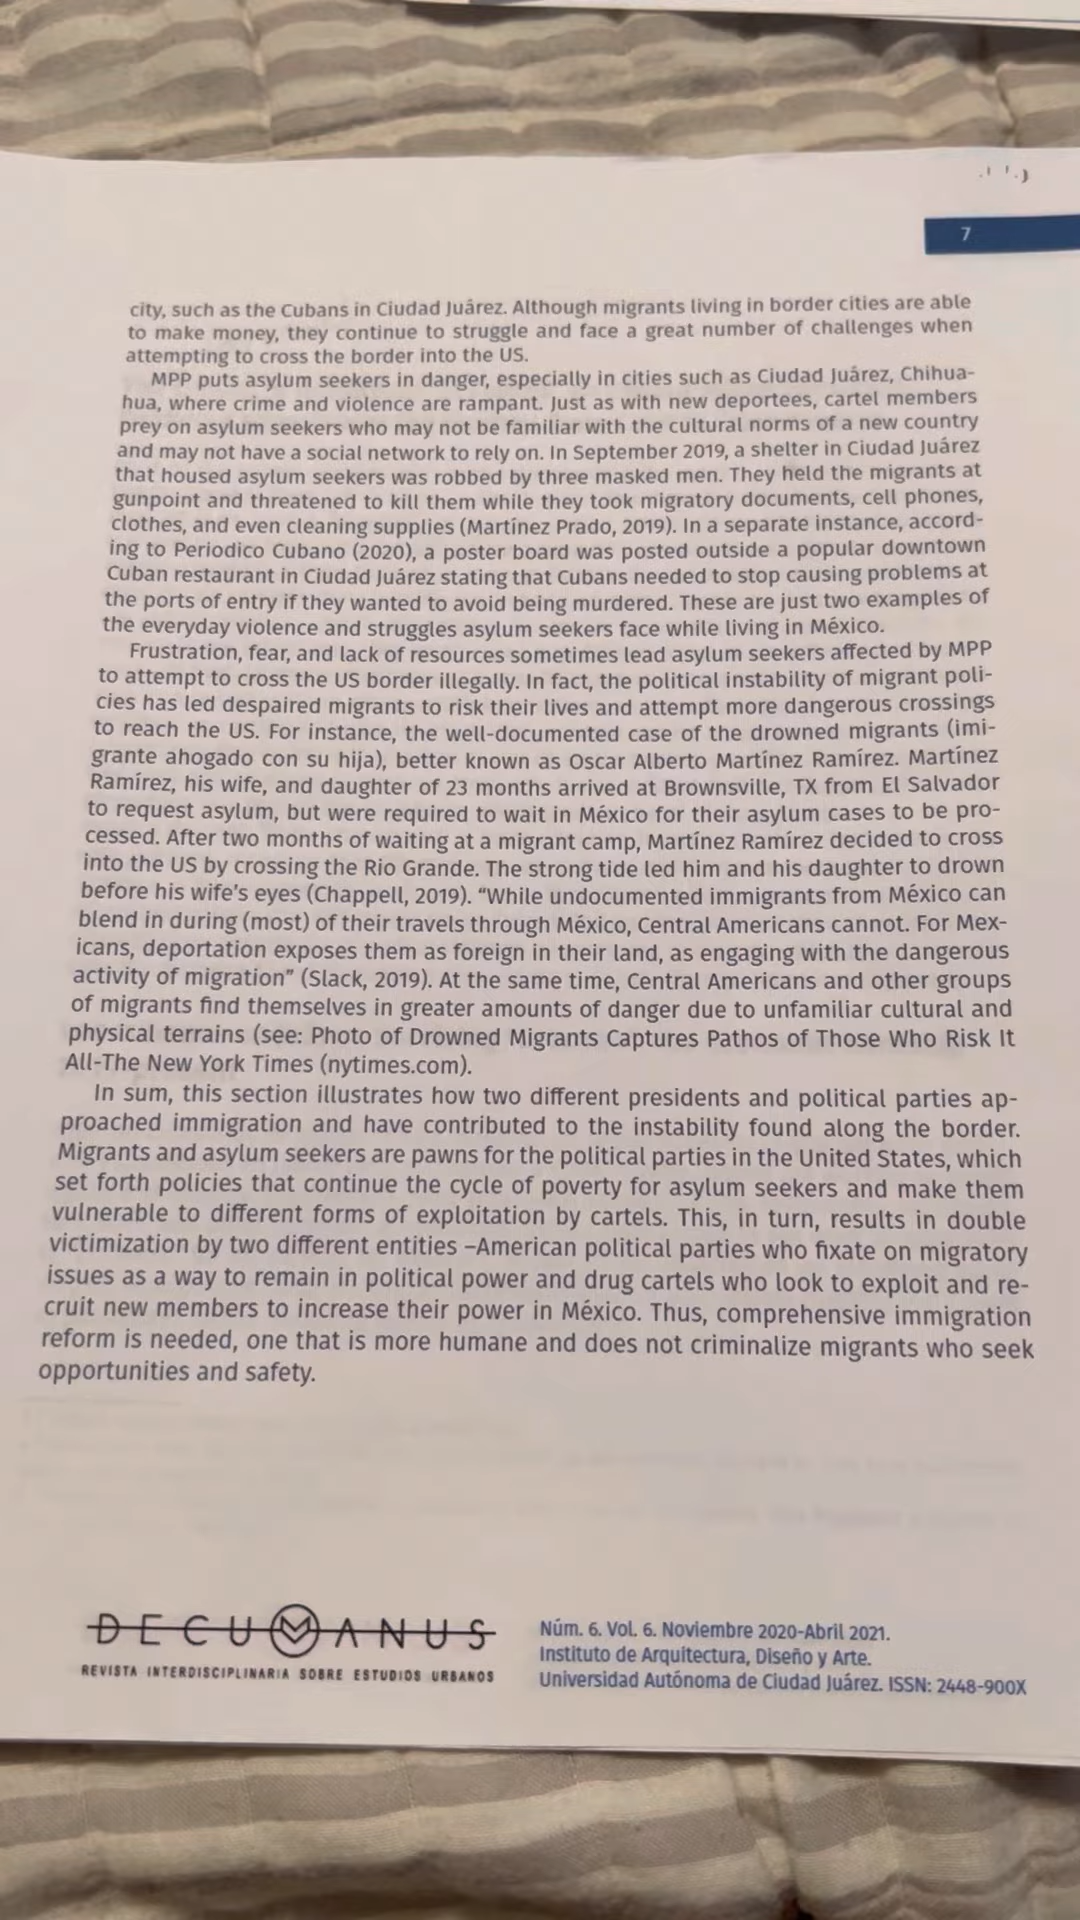 7
city, such as the Cubans in Ciudad Juárez. Although migrants living in border cities are able
to make money, they continue to struggle and face a great number of challenges when
attempting to cross the border into the US.
MPP puts asylum seekers in danger, especially in cities such as Ciudad Juárez, Chihua-
hua, where crime and violence are rampant. Just as with new deportees, cartel members
prey on asylum seekers who may not be familiar with the cultural norms of a new country
and may not have a social network to rely on. In September 2019, a shelter in Ciudad Juárez
that housed asylum seekers was robbed by three masked men. They held the migrants at
gunpoint and threatened to kill them while they took migratory documents, cell phones,
clothes, and even cleaning supplies (Martínez Prado, 2019). In a separate instance, accord-
ing to Periodico Cubano (2020), a poster board was posted outside a popular downtown
Cuban restaurant in Ciudad Juárez stating that Cubans needed to stop causing problems at
the ports of entry if they wanted to avoid being murdered. These are just two examples of
the everyday violence and struggles asylum seekers face while living in México.
Frustration, fear, and lack of resources sometimes lead asylum seekers affected by MPP
to attempt to cross the US border illegally. In fact, the political instability of migrant poli-
cies has led despaired migrants to risk their lives and attempt more dangerous crossings
to reach the US. For instance, the well-documented case of the drowned migrants (imi-
grante ahogado con su hija), better known as Oscar Alberto Martínez Ramírez. Martínez
Ramírez, his wife, and daughter of 23 months arrived at Brownsville, TX from El Salvador
to request asylum, but were required to wait in México for their asylum cases to be pro-
cessed. After two months of waiting at a migrant camp, Martínez Ramírez decided to cross
into the US by crossing the Rio Grande. The strong tide led him and his daughter to drown
before his wife's eyes (Chappell, 2019). “While undocumented immigrants from México can
blend in during (most) of their travels through México, Central Americans cannot. For Mex-
icans, deportation exposes them as foreign in their land, as engaging with the dangerous
activity of migration” (Slack, 2019). At the same time, Central Americans and other groups
of migrants find themselves in greater amounts of danger due to unfamiliar cultural and
physical terrains (see: Photo of Drowned Migrants Captures Pathos of Those Who Risk It
All-The New York Times (nytimes.com).
In sum, this section illustrates how two different presidents and political parties ap-
proached immigration and have contributed to the instability found along the border.
Migrants and asylum seekers are pawns for the political parties in the United States, which
set forth policies that continue the cycle of poverty for asylum seekers and make them
vulnerable to different forms of exploitation by cartels. This, in turn, results in double
victimization by two different entities –American political parties who fixate on migratory
issues as a way to remain in political power and drug cartels who look to exploit and re-
cruit new members to increase their power in México. Thus, comprehensive immigration
reform is needed, one that is more humane and does not criminalize migrants who seek
opportunities and safety.
DECUMANUS
REVISTA INTERDISCIPLINARIA SOBRE ESTUDIOS URBANOS
Núm. 6. Vol. 6. Noviembre 2020-Abril 2021.
Instituto de Arquitectura, Diseño y Arte.
Universidad Autónoma de Ciudad Juárez. ISSN: 2448-900X